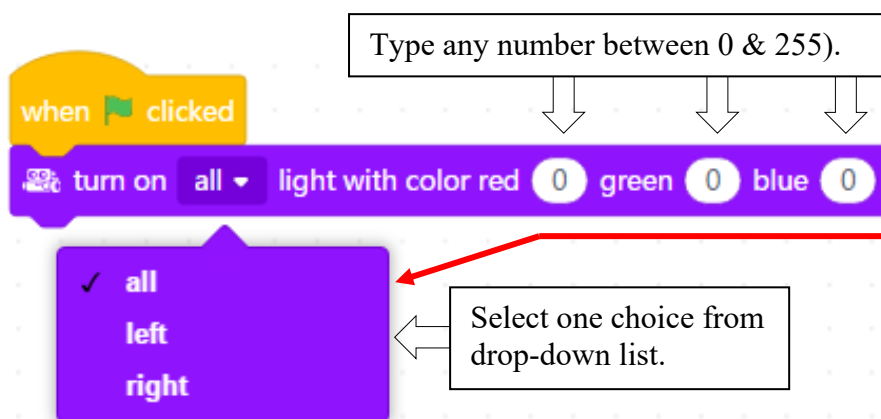 Type any number between 0 & 255).
when clicked
turn on all light with color red 0 green 0 blue 0
✓ all
left
right
Select one choice from
drop-down list.